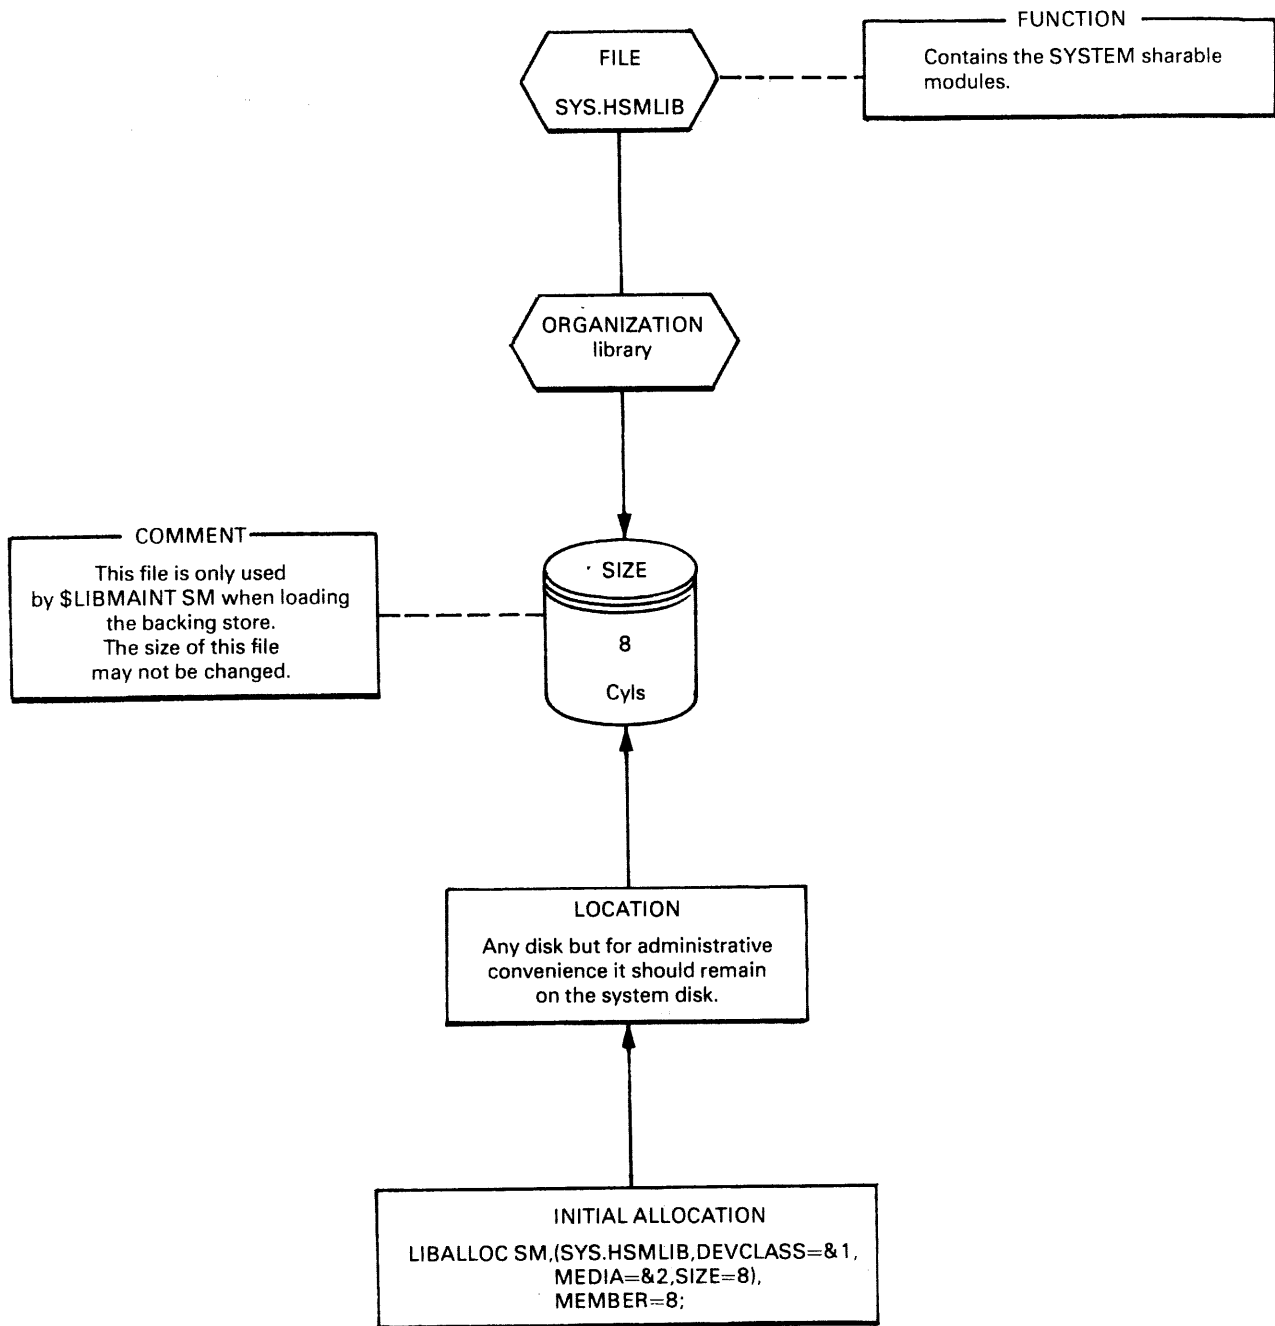 FUNCTION
Contains the SYSTEM sharable
modules.
FILE
SYS.HSMLIB
ORGANIZATION
library
COMMENT
This file is only used
by $LIBMAINT SM when loading
the backing store.
The size of this file
may not be changed.
SIZE
8
Cyls
LOCATION
Any disk but for administrative
convenience it should remain
on the system disk.
INITIAL ALLOCATION
LIBALLOC SM,(SYS.HSMLIB,DEVCLASS=&1,
MEDIA=&2,SIZE=8),
MEMBER=8;